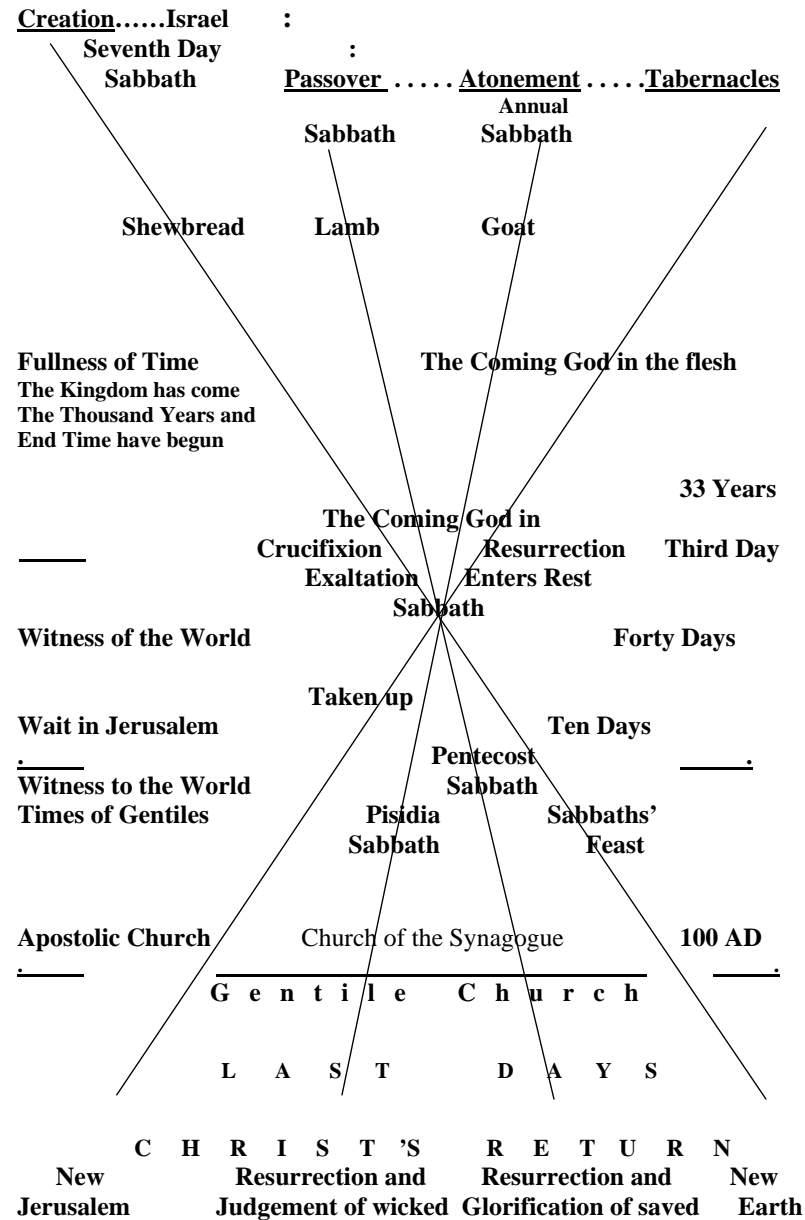 Creation……Israel :
Seventh Day :
Sabbath Passover . . . . . Atonement . . . . .Tabernacles
Annual
Sabbath Sabbath
Shewbread Lamb Goat
Fullness of Time The Coming God in the flesh
The Kingdom has come
The Thousand Years and
End Time have begun
33 Years
The Coming God in
Crucifixion Resurrection Third Day
Exaltation Enters Rest
Sabbath
Witness of the World Forty Days
Taken up
Wait in Jerusalem Ten Days
. Pentecost .
Witness to the World Sabbath
Times of Gentiles Pisidia Sabbaths’
Sabbath Feast
Apostolic Church Church of the Synagogue 100 AD
. .
G e n t i l e C h u r c h
L A S T D A Y S
C H R I S T ’S R E T U R N
New Resurrection and Resurrection and New
Jerusalem Judgement of wicked Glorification of saved Earth